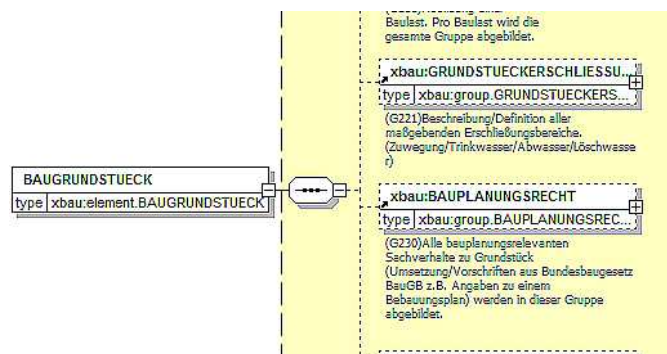 Baulast. Pro Baulast wird die
gesamte Gruppe abgebildet.
xbau:GRUNDSTUECKERSCHLIESSU...
type xbau:group.GRUNDSTUECKERS...
(G221)Beschreibung/Definition aller
maßgebenden Erschließungsbereiche.
(Zuwegung/Trinkwasser/Abwasser/Löschwasse
r)
BAUGRUNDSTUECK
type xbau:element.BAUGRUNDSTUECK
xbau:BAUPLANUNGSRECHT
type xbau:group.BAUPLANUNGSREC...
(G230)Alle bauplanungsrelevanten
Sachverhalte zu Grundstück
(Umsetzung/Vorschriften aus Bundesbaugesetz
BauGB z.B. Angaben zu einem
Bebauungsplan) werden in dieser Gruppe
abgebildet.